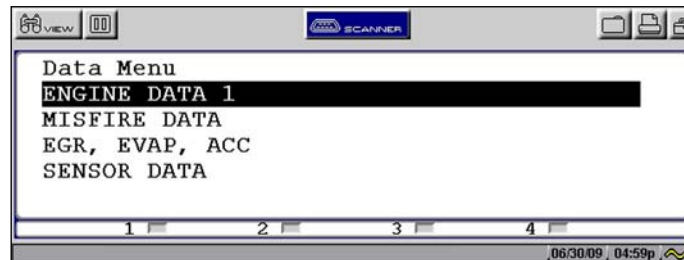 VIEW SCANNER
Data Menu
ENGINE DATA 1
MISFIRE DATA
EGR, EVAP, ACC
SENSOR DATA
1 2 3 4
06/30/09 04:59p